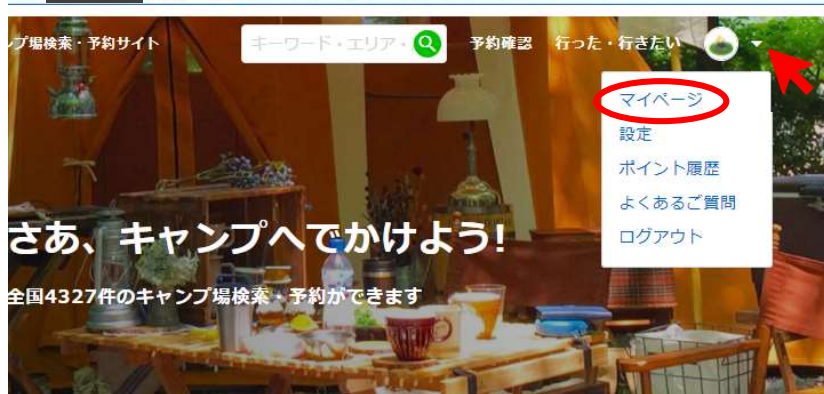 ンプ場検索・予約サイト
キーワード・エリア・
予約確認
行った・行きたい
マイページ
設定
ポイント履歴
よくあるご質問
ログアウト
さあ、キャンプへでかけよう!
全国4327件のキャンプ場検索・予約ができます